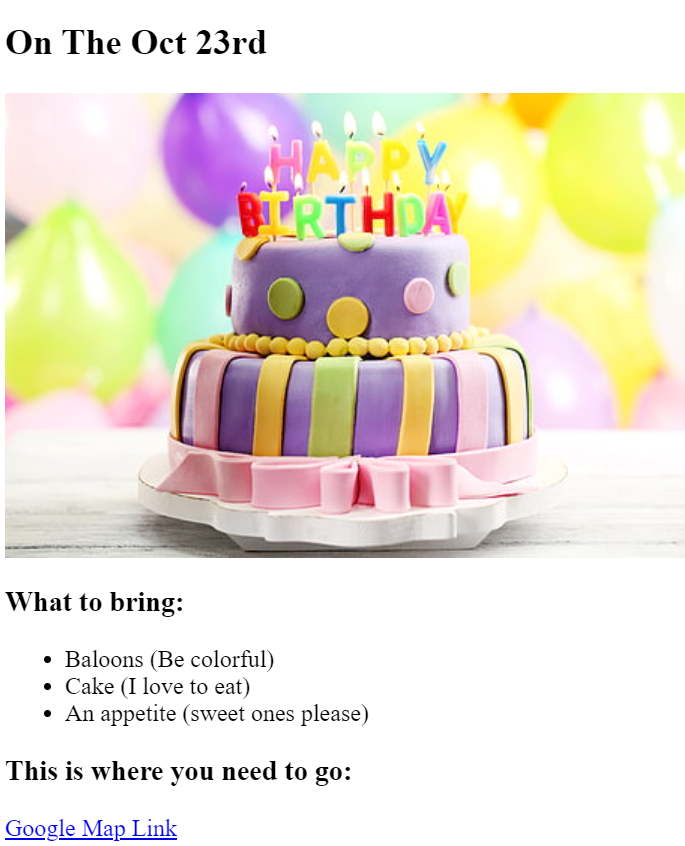 On The Oct 23rd
HAPPY
BIRTHDAY
What to bring:
Baloons (Be colorful)
Cake (I love to eat)
An appetite (sweet ones please)
This is where you need to go:
Google Map Link